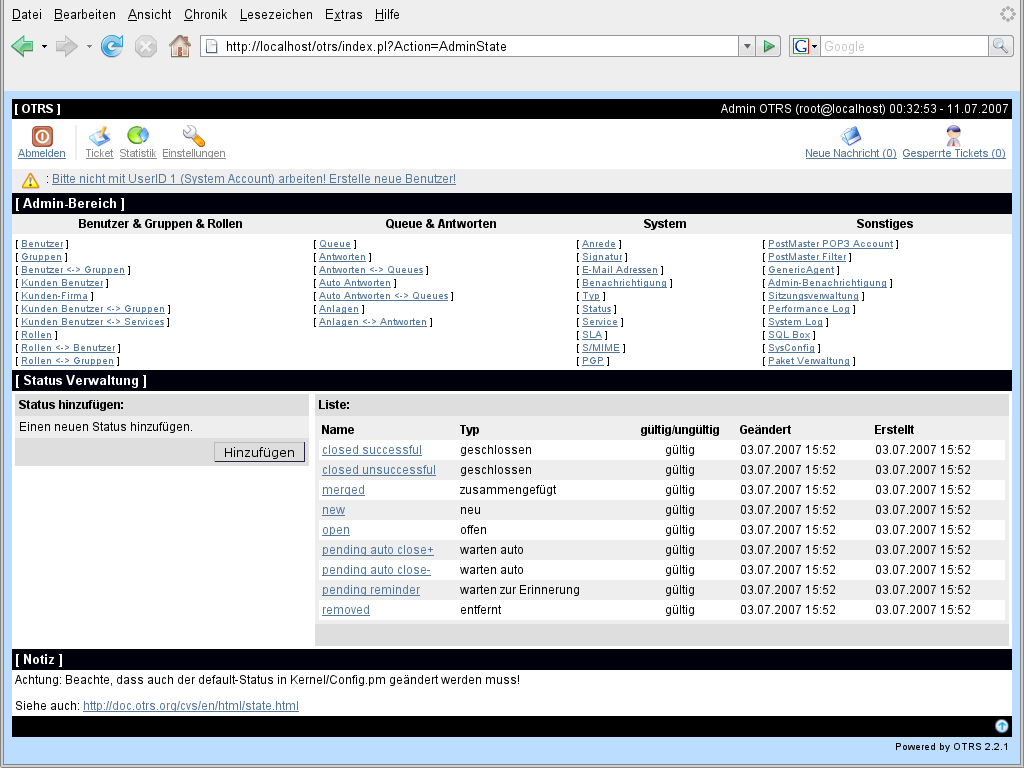 Datei Bearbeiten Ansicht Chronik Lesezeichen Extras Hilfe
http://localhost/otrs/index.pl?Action=AdminState
G Google
[ OTRS ] Admin OTRS (root@localhost) 00:32:53 - 11.07.2007
Abmelden Ticket Statistik Einstellungen Neue Nachricht (0) Gesperrte Tickets (0)
: Bitte nicht mit UserID 1 (System Account) arbeiten! Erstelle neue Benutzer!
[ Admin-Bereich ]
Benutzer & Gruppen & Rollen Queue & Antworten System Sonstiges
[ Benutzer ] [ Queue ] [ Anrede ] [ PostMaster POP3 Account ]
[ Gruppen ] [ Antworten ] [ Signatur ] [ PostMaster Filter ]
[ Benutzer <-> Gruppen ] [ Antworten <-> Queues ] [ E-Mail Adressen ] [ GenericAgent ]
[ Kunden Benutzer ] [ Auto Antworten ] [ Benachrichtigung ] [ Admin-Benachrichtigung ]
[ Kunden-Firma ] [ Auto Antworten <-> Queues ] [ Typ ] [ Sitzungsverwaltung ]
[ Kunden Benutzer <-> Gruppen ] [ Anlagen ] [ Status ] [ Performance Log ]
[ Kunden Benutzer <-> Services ] [ Anlagen <-> Antworten ] [ Service ] [ System Log ]
[ Rollen ] [ SLA ] [ SQL Box ]
[ Rollen <-> Benutzer ] [ S/MIME ] [ SysConfig ]
[ Rollen <-> Gruppen ] [ PGP ] [ Paket Verwaltung ]
[ Status Verwaltung ]
Status hinzufügen: Liste:
Einen neuen Status hinzufügen.
Hinzufügen
Name Typ gültig/ungültig Geändert Erstellt
closed successful geschlossen gültig 03.07.2007 15:52 03.07.2007 15:52
closed unsuccessful geschlossen gültig 03.07.2007 15:52 03.07.2007 15:52
merged zusammengefügt gültig 03.07.2007 15:52 03.07.2007 15:52
new neu gültig 03.07.2007 15:52 03.07.2007 15:52
open offen gültig 03.07.2007 15:52 03.07.2007 15:52
pending auto close+ warten auto gültig 03.07.2007 15:52 03.07.2007 15:52
pending auto close- warten auto gültig 03.07.2007 15:52 03.07.2007 15:52
pending reminder warten zur Erinnerung gültig 03.07.2007 15:52 03.07.2007 15:52
removed entfernt gültig 03.07.2007 15:52 03.07.2007 15:52
[ Notiz ]
Achtung: Beachte, dass auch der default-Status in Kernel/Config.pm geändert werden muss!
Siehe auch: http://doc.otrs.org/cvs/en/html/state.html
Powered by OTRS 2.2.1